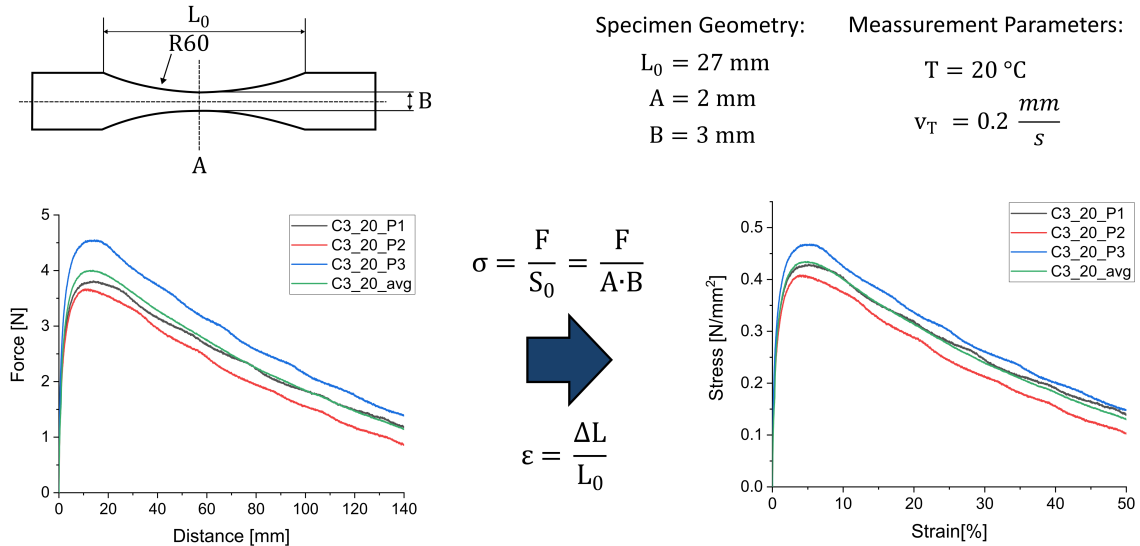 L₀
R60
B
A
Specimen Geometry:
L₀ = 27 mm
A = 2 mm
B = 3 mm
Meassurement Parameters:
T = 20 °C
v_T = 0.2 mm/s
Force [N]
5
4
3
2
1
0
0 20 40 60 80 100 120 140
Distance [mm]
C3_20_P1
C3_20_P2
C3_20_P3
C3_20_avg
σ = F/S₀ = F/A·B
ε = ΔL/L₀
Stress [N/mm²]
0.5
0.4
0.3
0.2
0.1
0.0
0 10 20 30 40 50
Strain[%]
C3_20_P1
C3_20_P2
C3_20_P3
C3_20_avg